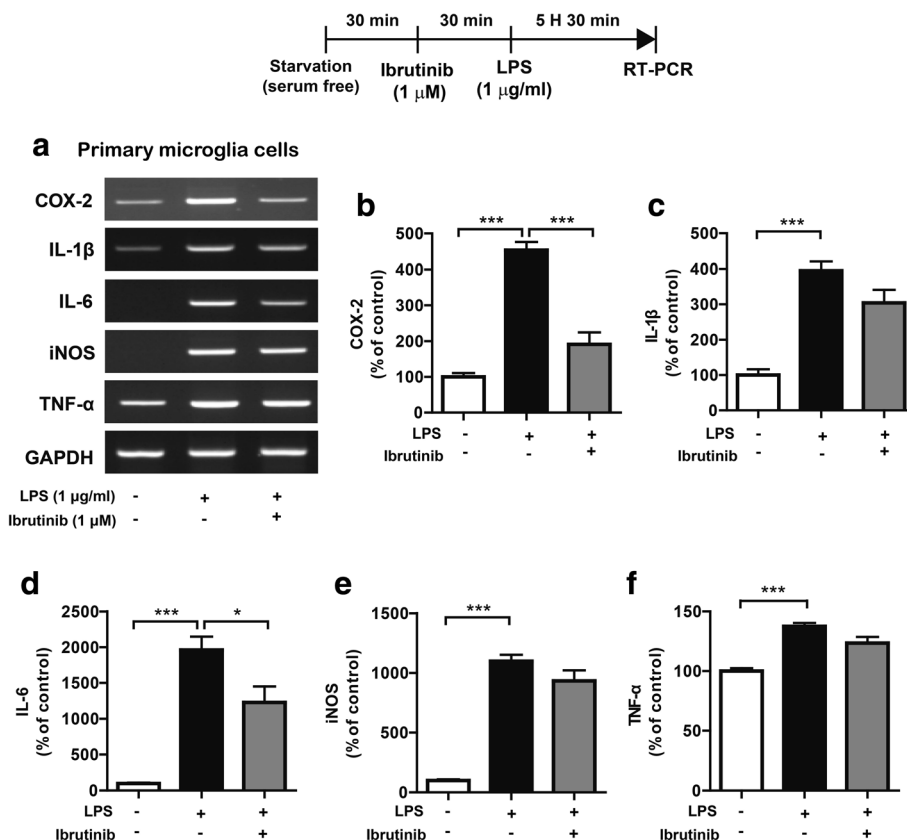 30 min 30 min 5 H 30 min
Starvation (serum free) Ibrutinib (1 μM) LPS (1 μg/ml) RT-PCR
a Primary microglia cells
COX-2
IL-1β
IL-6
iNOS
TNF-α
GAPDH
LPS (1 μg/ml) - + +
Ibrutinib (1 μM) - - +
b
*** ***
COX-2
(% of control)
500
400
300
200
100
0
LPS - + +
Ibrutinib - - +
c
***
IL-1β
(% of control)
500
400
300
200
100
0
LPS - + +
Ibrutinib - - +
d
*** *
IL-6
(% of control)
2500
2000
1500
1000
500
0
LPS - + +
Ibrutinib - - +
e
***
iNOS
(% of control)
1500
1000
500
0
LPS - + +
Ibrutinib - - +
f
***
TNF-α
(% of control)
150
100
50
0
LPS - + +
Ibrutinib - - +